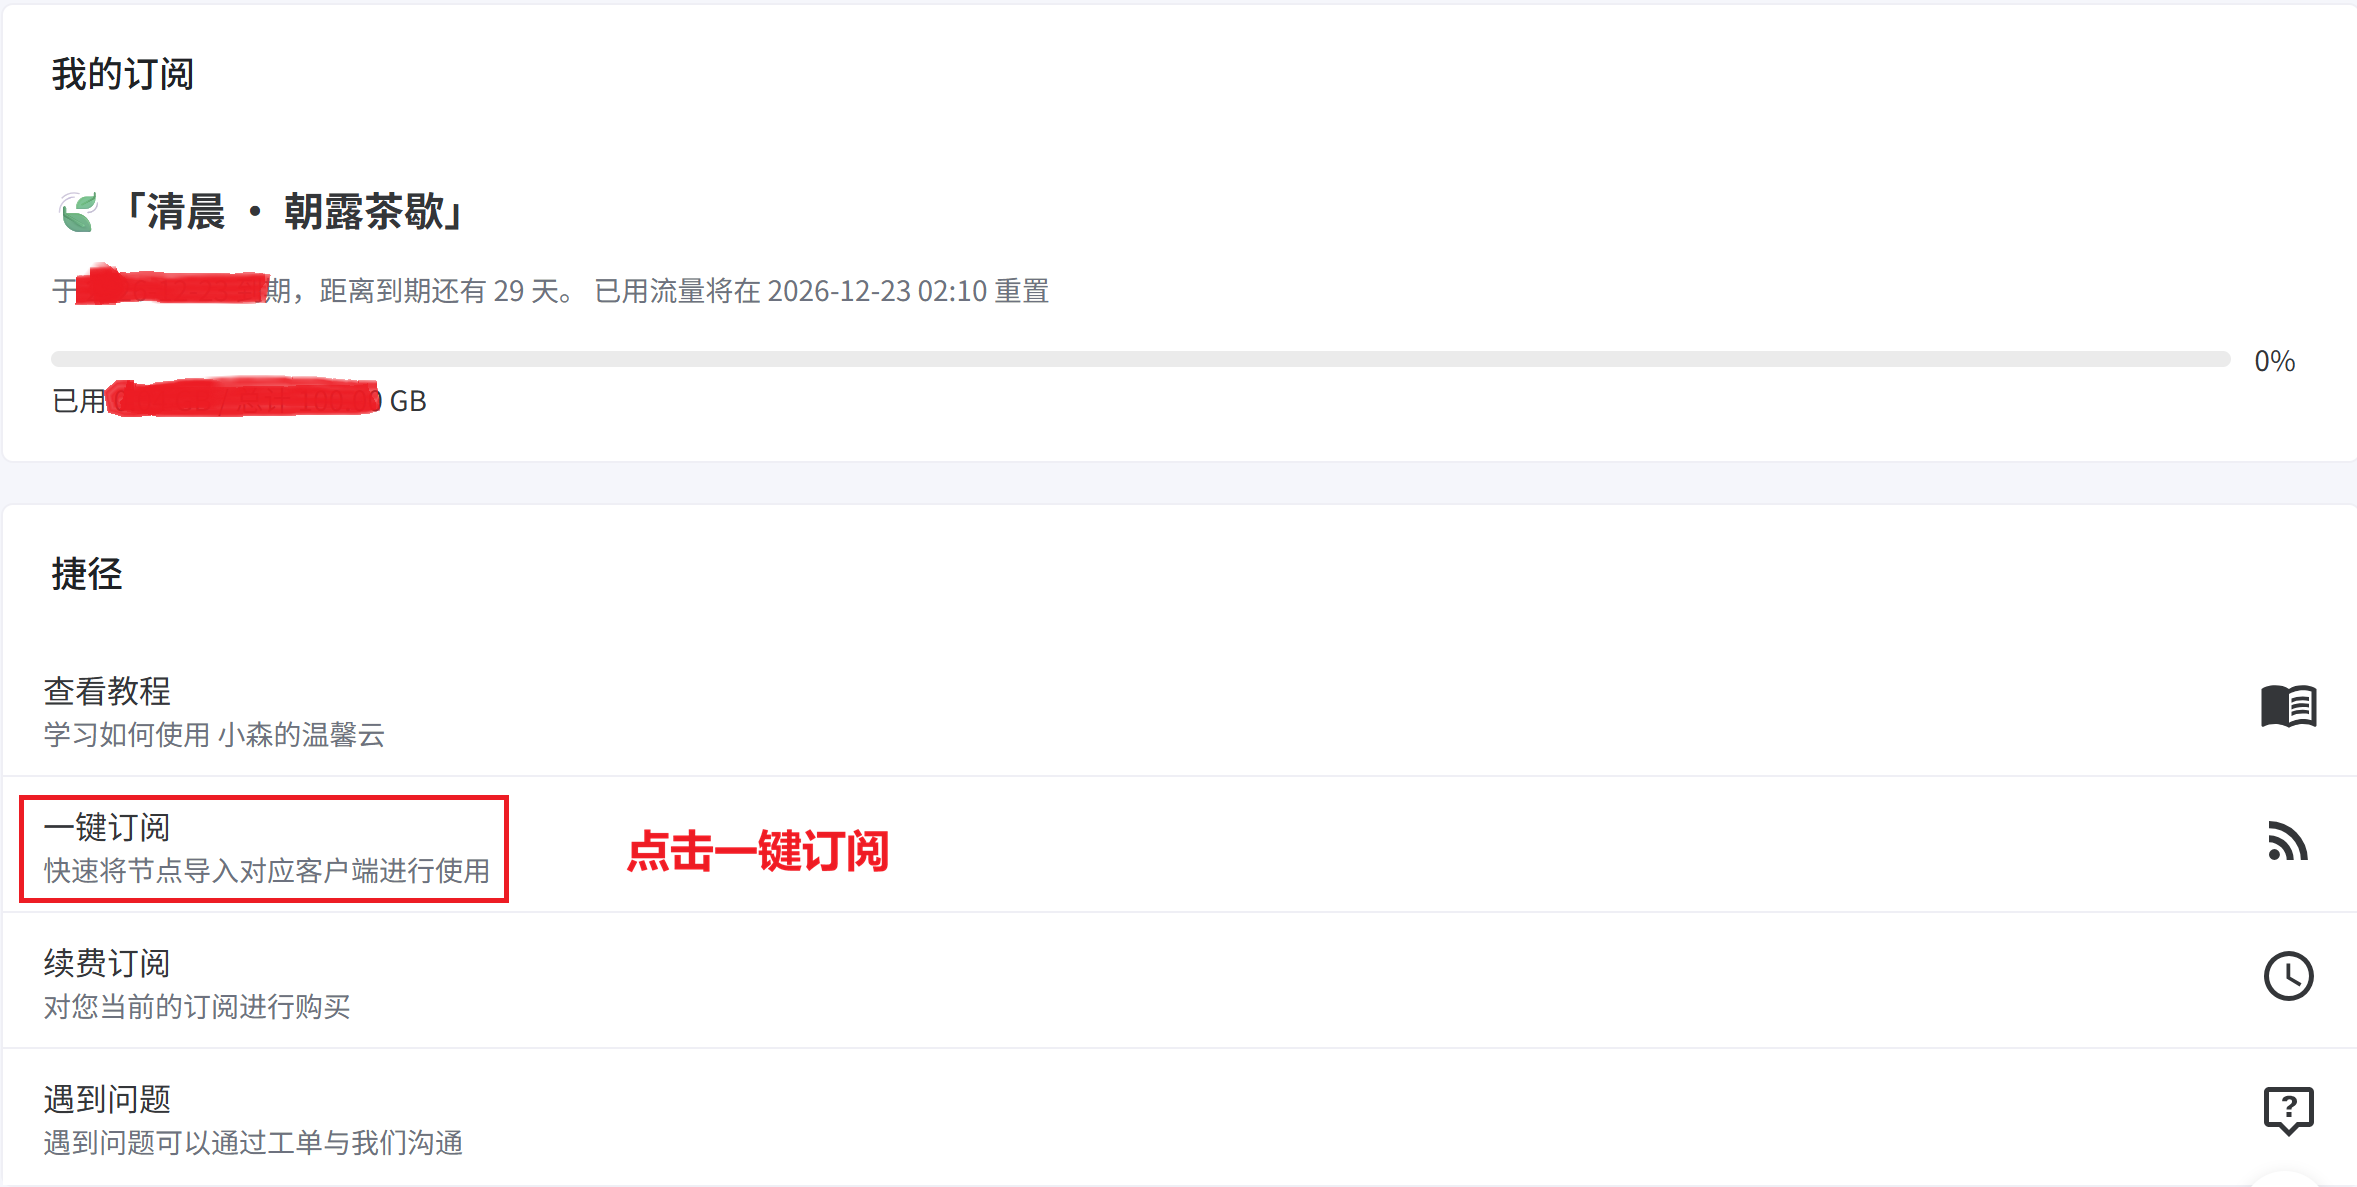 我的订阅
「清晨 · 朝露茶歇」
于 期，距离到期还有 29 天。 已用流量将在 2026-12-23 02:10 重置
0%
已用 GB
捷径
查看教程
学习如何使用 小森的温馨云
一键订阅
快速将节点导入对应客户端进行使用
点击一键订阅
续费订阅
对您当前的订阅进行购买
遇到问题
遇到问题可以通过工单与我们沟通